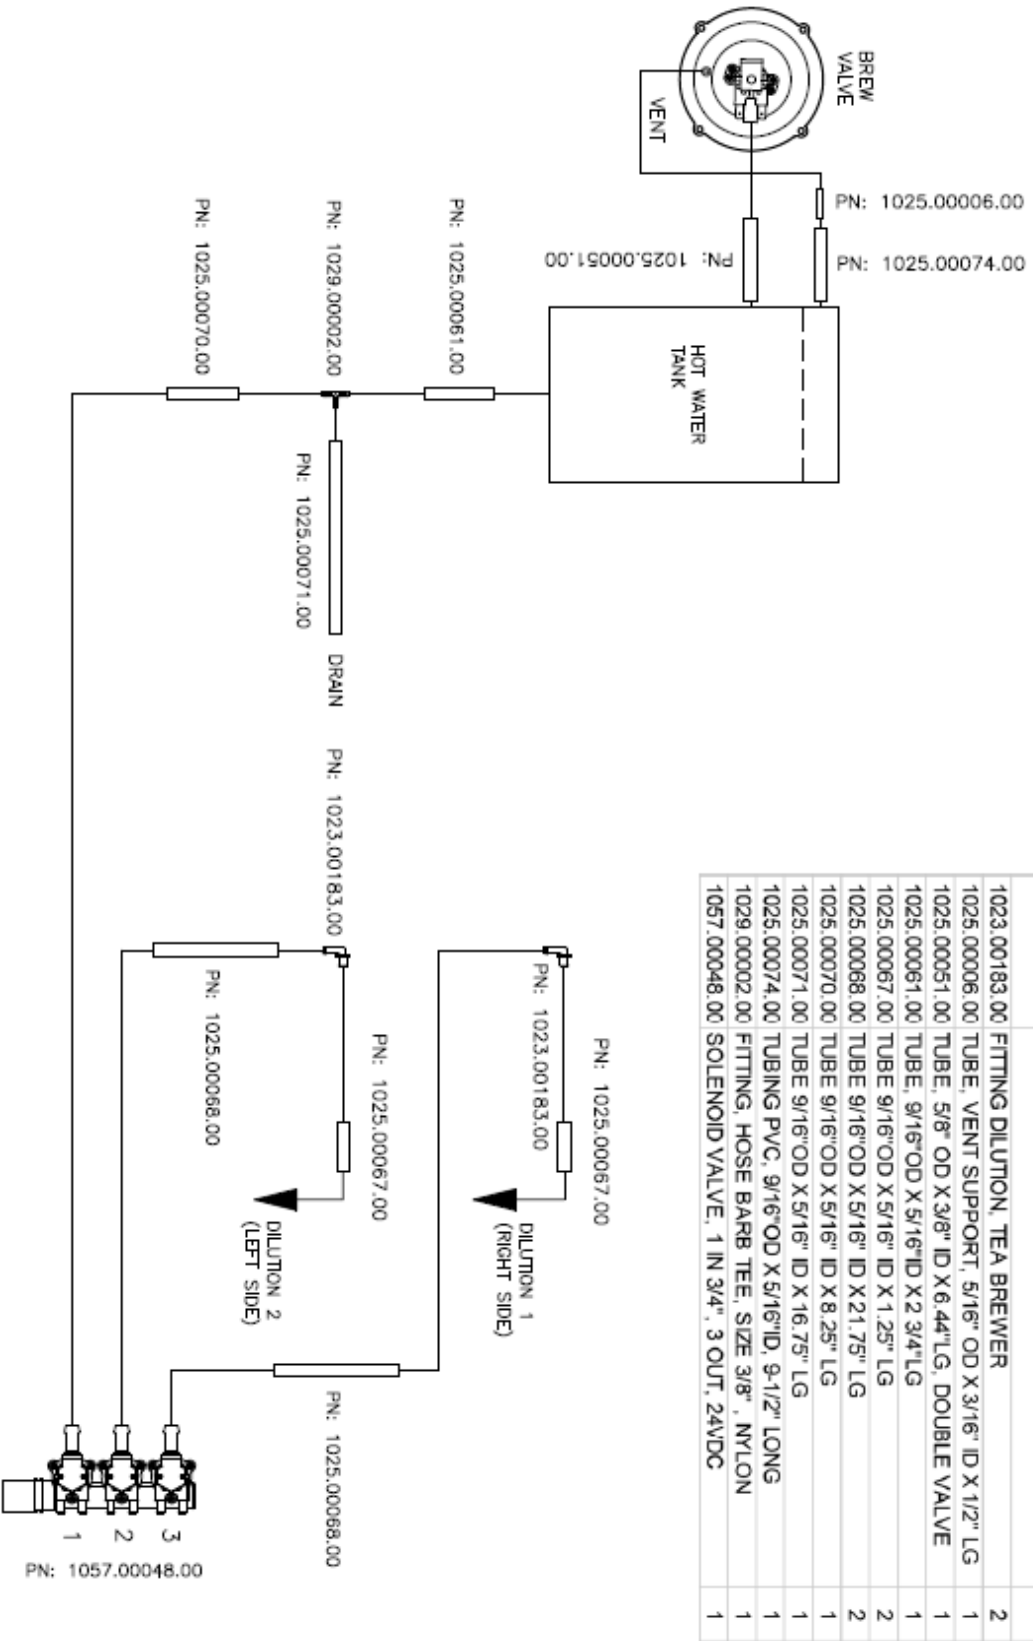 BREW
VALVE
VENT
PN: 1025.00006.00
PN: 1025.00074.00
PN: 1025.00051.00
HOT WATER
TANK
PN: 1025.00061.00
PN: 1029.00002.00
PN: 1025.00070.00
PN: 1025.00071.00
DRAIN
PN: 1023.00183.00
PN: 1025.00068.00
PN: 1025.00067.00
DILUTION 2
(LEFT SIDE)
PN: 1023.00183.00
PN: 1025.00067.00
DILUTION 1
(RIGHT SIDE)
PN: 1025.00068.00
1
2
3
PN: 1057.00048.00
1023.00183.00 FITTING DILUTION, TEA BREWER 2
1025.00006.00 TUBE, VENT SUPPORT, 5/16" OD X 3/16" ID X 1/2" LG 1
1025.00051.00 TUBE, 5/8" OD X 3/8" ID X 6.44"LG, DOUBLE VALVE 1
1025.00061.00 TUBE, 9/16"OD X 5/16"ID X 2 3/4"LG 1
1025.00067.00 TUBE 9/16"OD X 5/16" ID X 1.25" LG 2
1025.00068.00 TUBE 9/16"OD X 5/16" ID X 21.75" LG 2
1025.00070.00 TUBE 9/16"OD X 5/16" ID X 8.25" LG 1
1025.00071.00 TUBE 9/16"OD X 5/16" ID X 16.75" LG 1
1025.00074.00 TUBING PVC, 9/16"OD X 5/16"ID, 9-1/2" LONG 1
1029.00002.00 FITTING, HOSE BARB TEE, SIZE 3/8" , NYLON 1
1057.00048.00 SOLENOID VALVE, 1 IN 3/4", 3 OUT, 24VDC 1